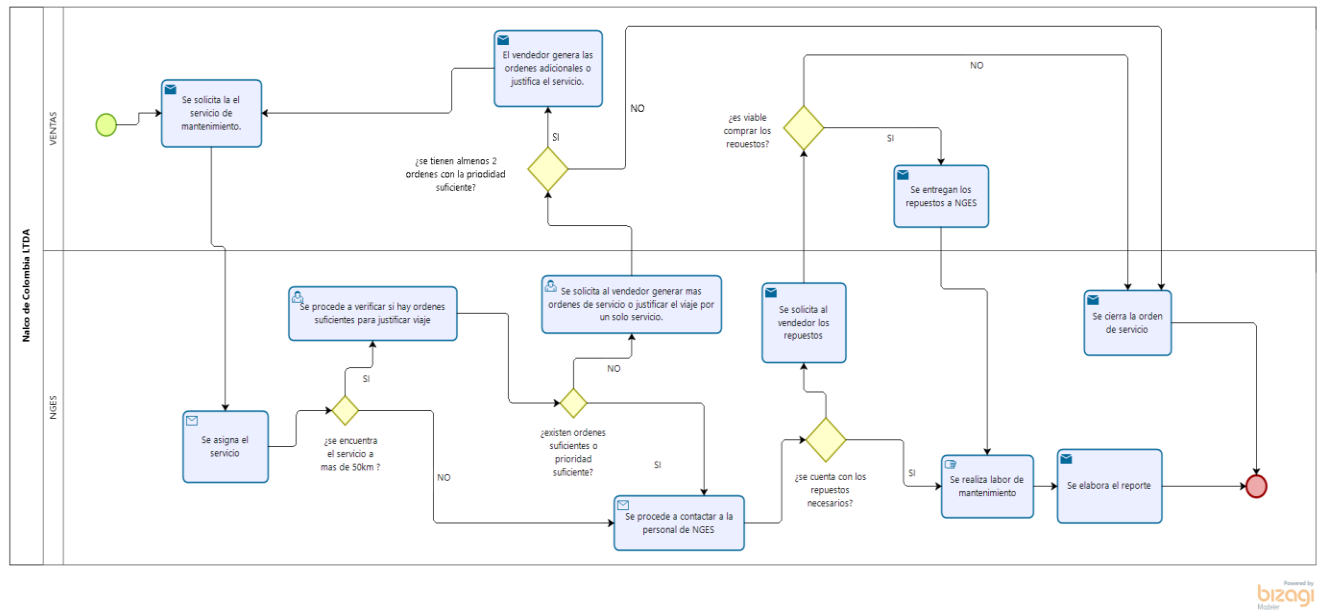 Nalco de Colombia LTDA
VENTAS
Se solicita la el
servicio de
mantenimiento.
El vendedor genera las
ordenes adicionales o
justifica el servicio.
SI
¿se tienen almenos 2
ordenes con la priodidad
suficiente?
NO
¿es viable
comprar los
repuestos?
NO
SI
Se entregan los
repuestos a NGES
NGES
Se asigna el
servicio
¿se encuentra
el servicio a
mas de 50km ?
SI
NO
Se procede a verificar si hay ordenes
suficientes para justificar viaje
¿existen ordenes
suficientes o
prioridad
suficiente?
NO
SI
Se solicita al vendedor generar mas
ordenes de servicio o justificar el viaje por
un solo servicio.
Se procede a contactar a la
personal de NGES
¿se cuenta con los
repuestos
necesarios?
SI
Se solicita al
vendedor los
repuestos
Se realiza labor de
mantenimiento
Se elabora el reporte
Se cierra la orden
de servicio
Powered by
bizagi
Modeler